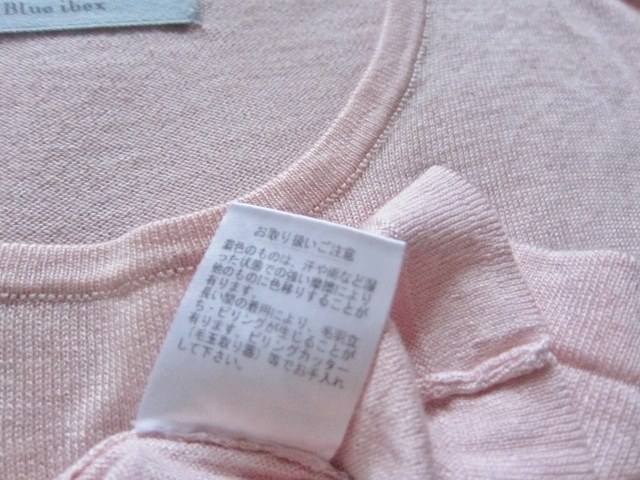 Blue ibex
お取り扱いご注意
濃色のものは、汗や雨など湿
った状態での強い摩擦により
他のものに色移りすることが
有ります。
長い間の着用により、毛羽立
ち・ピリングが生じることが
有ります。ピリングカッター
(毛玉取り器)等でお手入れ
して下さい。